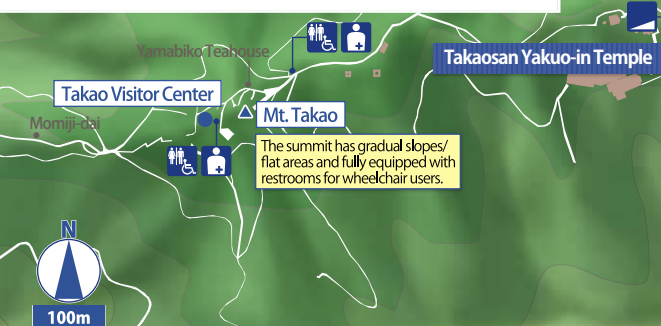 Yamabiko Teahouse
Takaosan Yakuo-in Temple
Takao Visitor Center
Mt. Takao
Momiji-dai
The summit has gradual slopes/
flat areas and fully equipped with
restrooms for wheelchair users.
N
100m